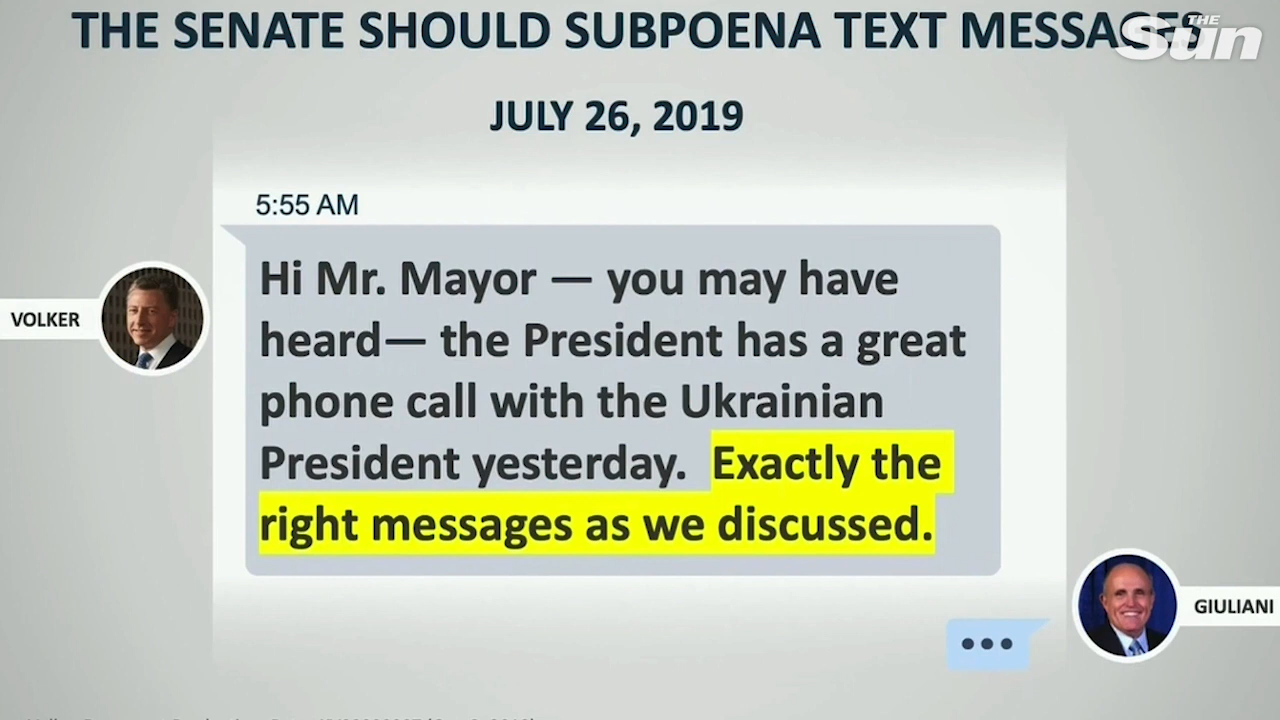 THE SENATE SHOULD SUBPOENA TEXT MESSAGES
THE
Sun
JULY 26, 2019
5:55 AM
VOLKER
Hi Mr. Mayor — you may have
heard— the President has a great
phone call with the Ukrainian
President yesterday. Exactly the
right messages as we discussed.
GIULIANI